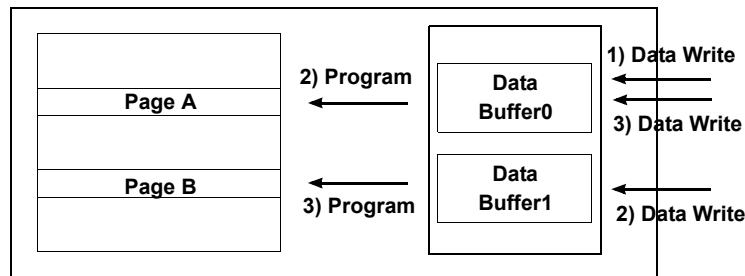 1) Data Write
2) Program
Data
Buffer0
Page A
3) Data Write
Page B
Data
Buffer1
3) Program
2) Data Write